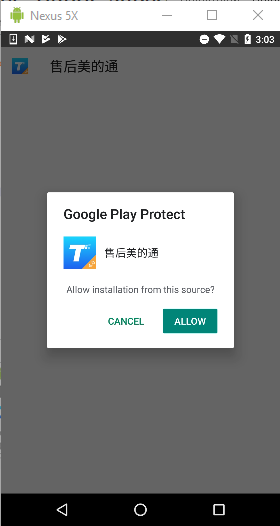 Nexus 5X
3:03
售后美的通
Google Play Protect
售后美的通
Allow installation from this source?
CANCEL ALLOW